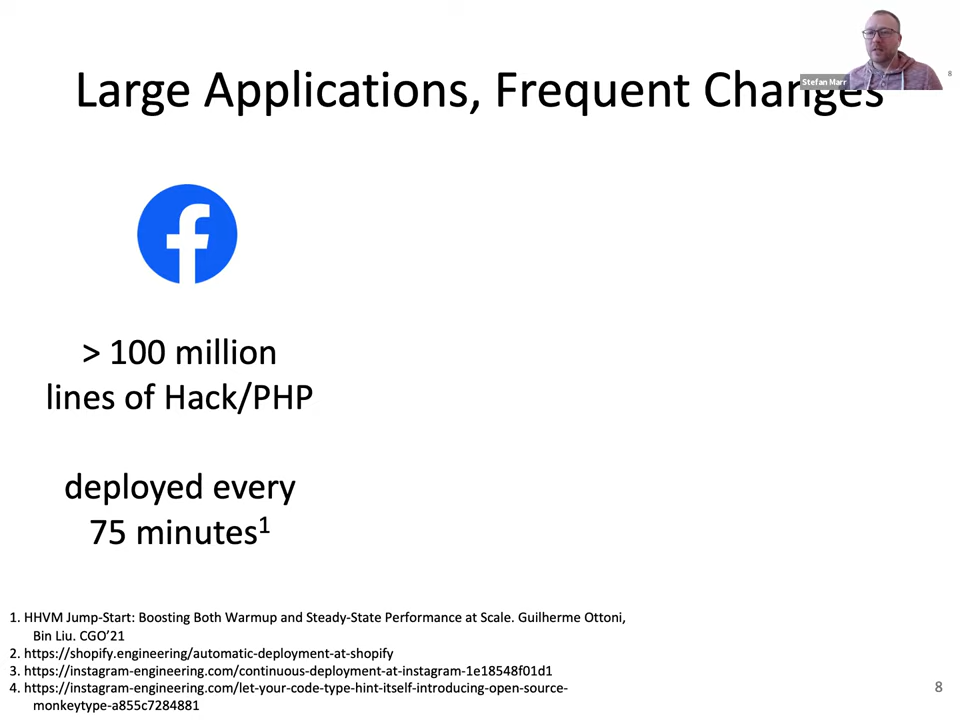 Stefan Marr
8
Large Applications, Frequent Changes
> 100 million
lines of Hack/PHP
deployed every
75 minutes¹
1. HHVM Jump-Start: Boosting Both Warmup and Steady-State Performance at Scale. Guilherme Ottoni,
Bin Liu. CGO’21
2. https://shopify.engineering/automatic-deployment-at-shopify
3. https://instagram-engineering.com/continuous-deployment-at-instagram-1e18548f01d1
4. https://instagram-engineering.com/let-your-code-type-hint-itself-introducing-open-source-
monkeytype-a855c7284881
8